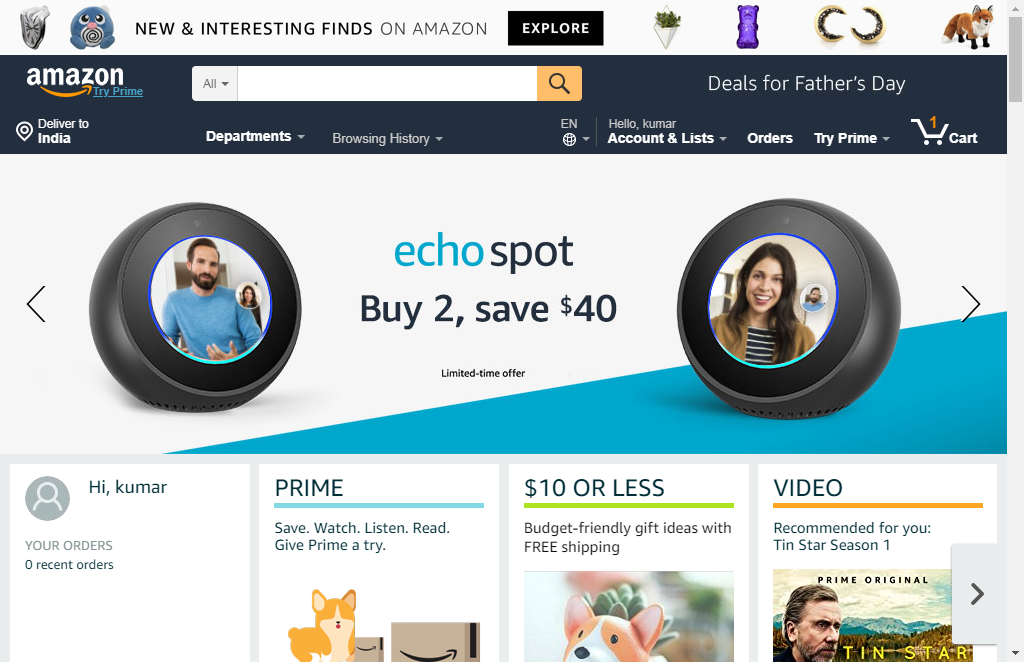 NEW & INTERESTING FINDS ON AMAZON EXPLORE
amazon
Try Prime
All
Deals for Father's Day
Deliver to
India
Departments
Browsing History
EN
Hello, kumar
Account & Lists
Orders
Try Prime
1
Cart
echo spot
Buy 2, save $40
Limited-time offer
Hi, kumar
YOUR ORDERS
0 recent orders
PRIME
Save. Watch. Listen. Read.
Give Prime a try.
$10 OR LESS
Budget-friendly gift ideas with
FREE shipping
VIDEO
Recommended for you:
Tin Star Season 1
PRIME ORIGINAL
TIN STAR